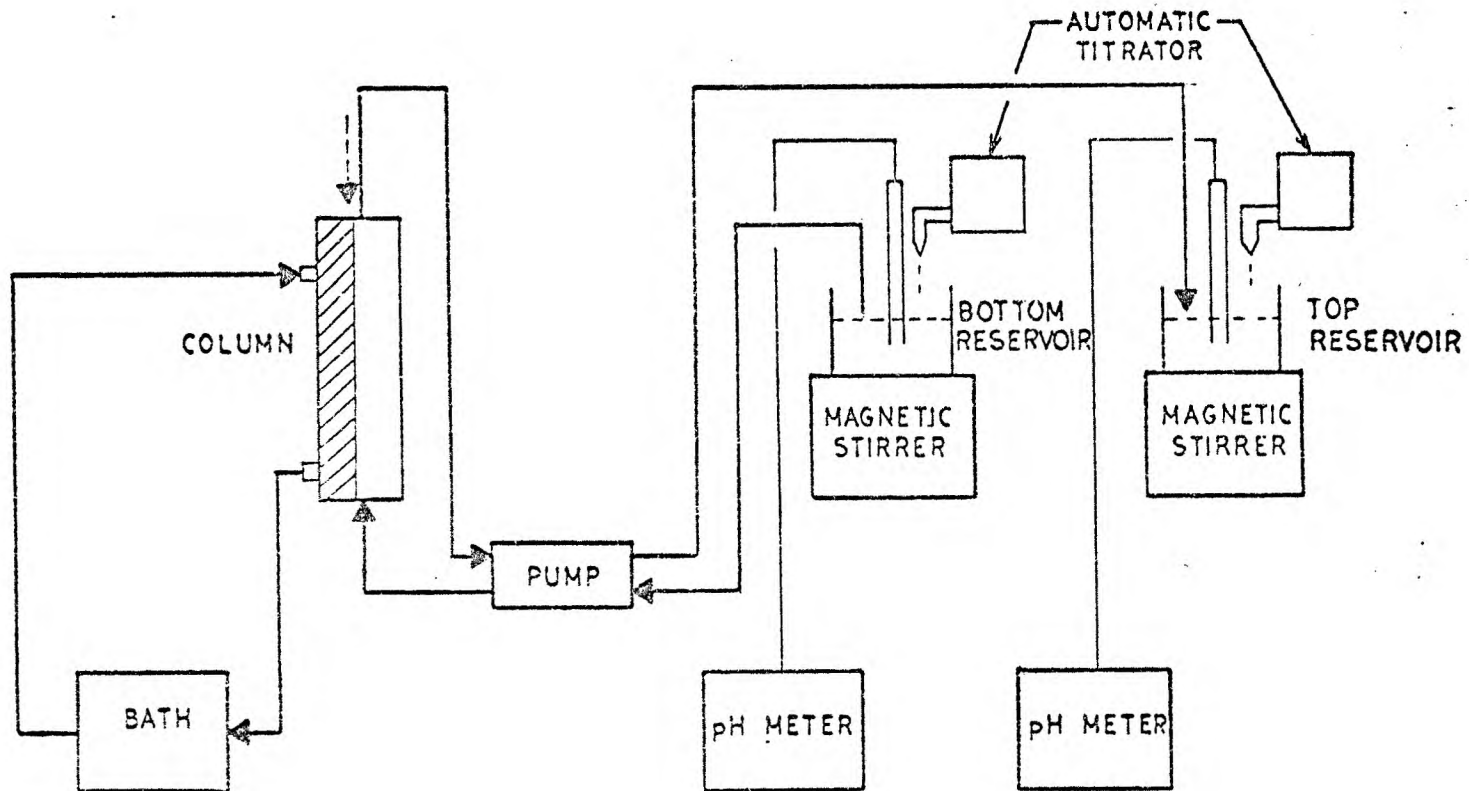 AUTOMATIC
TITRATOR
COLUMN
BOTTOM
RESERVOIR
TOP
RESERVOIR
MAGNETIC
STIRRER
MAGNETIC
STIRRER
PUMP
BATH
pH METER
pH METER